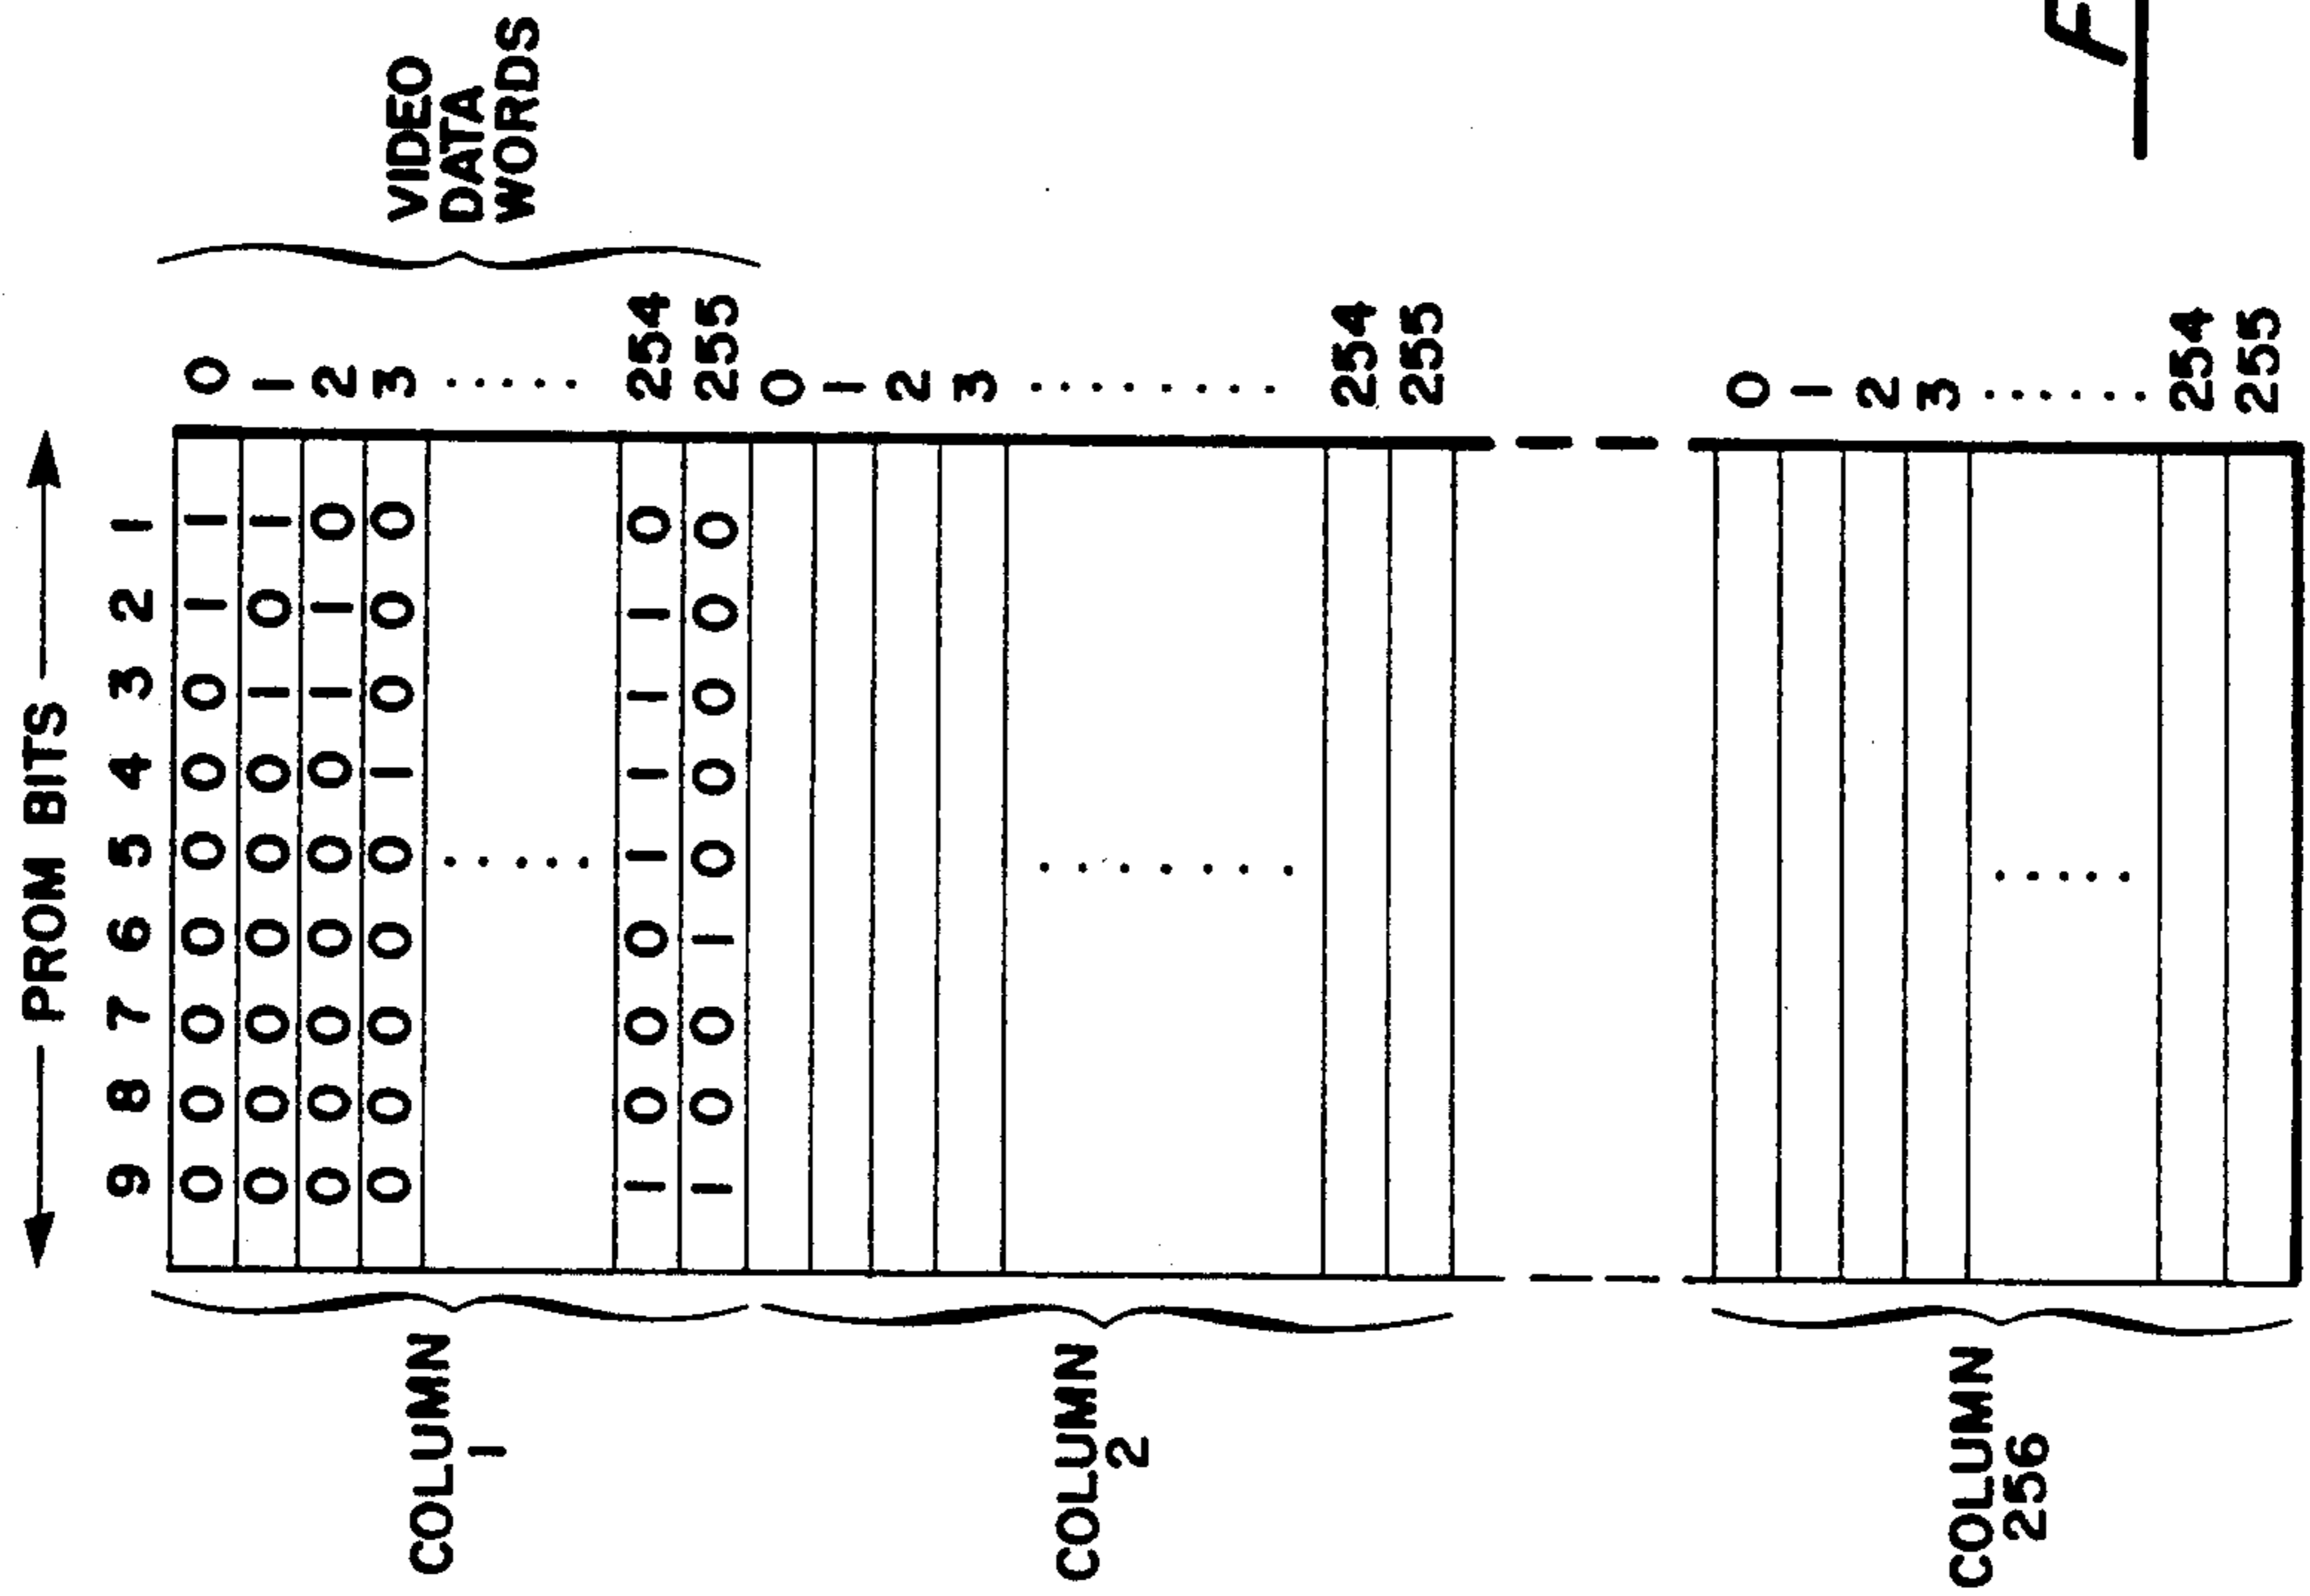 PROM BITS
9 8 7 6 5 4 3 2 1
0 0 0 0 0 0 0 1 1 0
0 0 0 0 0 0 1 0 1 1
0 0 0 0 0 0 1 1 0 2
0 0 0 0 0 1 0 0 0 3
COLUMN
1
VIDEO
DATA
WORDS
1 0 0 0 1 1 1 1 0 254
1 0 0 1 0 0 0 0 0 255
0
1
2
3
COLUMN
2
254
255
0
1
2
3
COLUMN
256
254
255